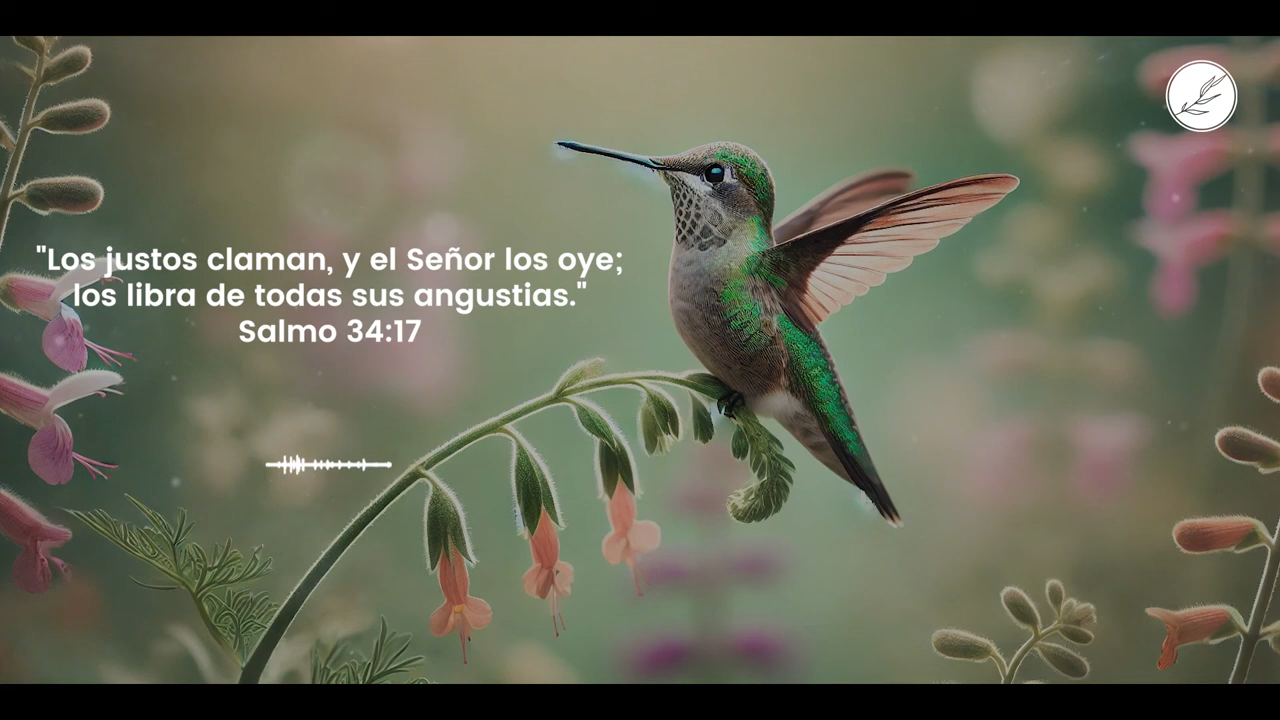 "Los justos claman, y el Señor los oye;
los libra de todas sus angustias."
Salmo 34:17